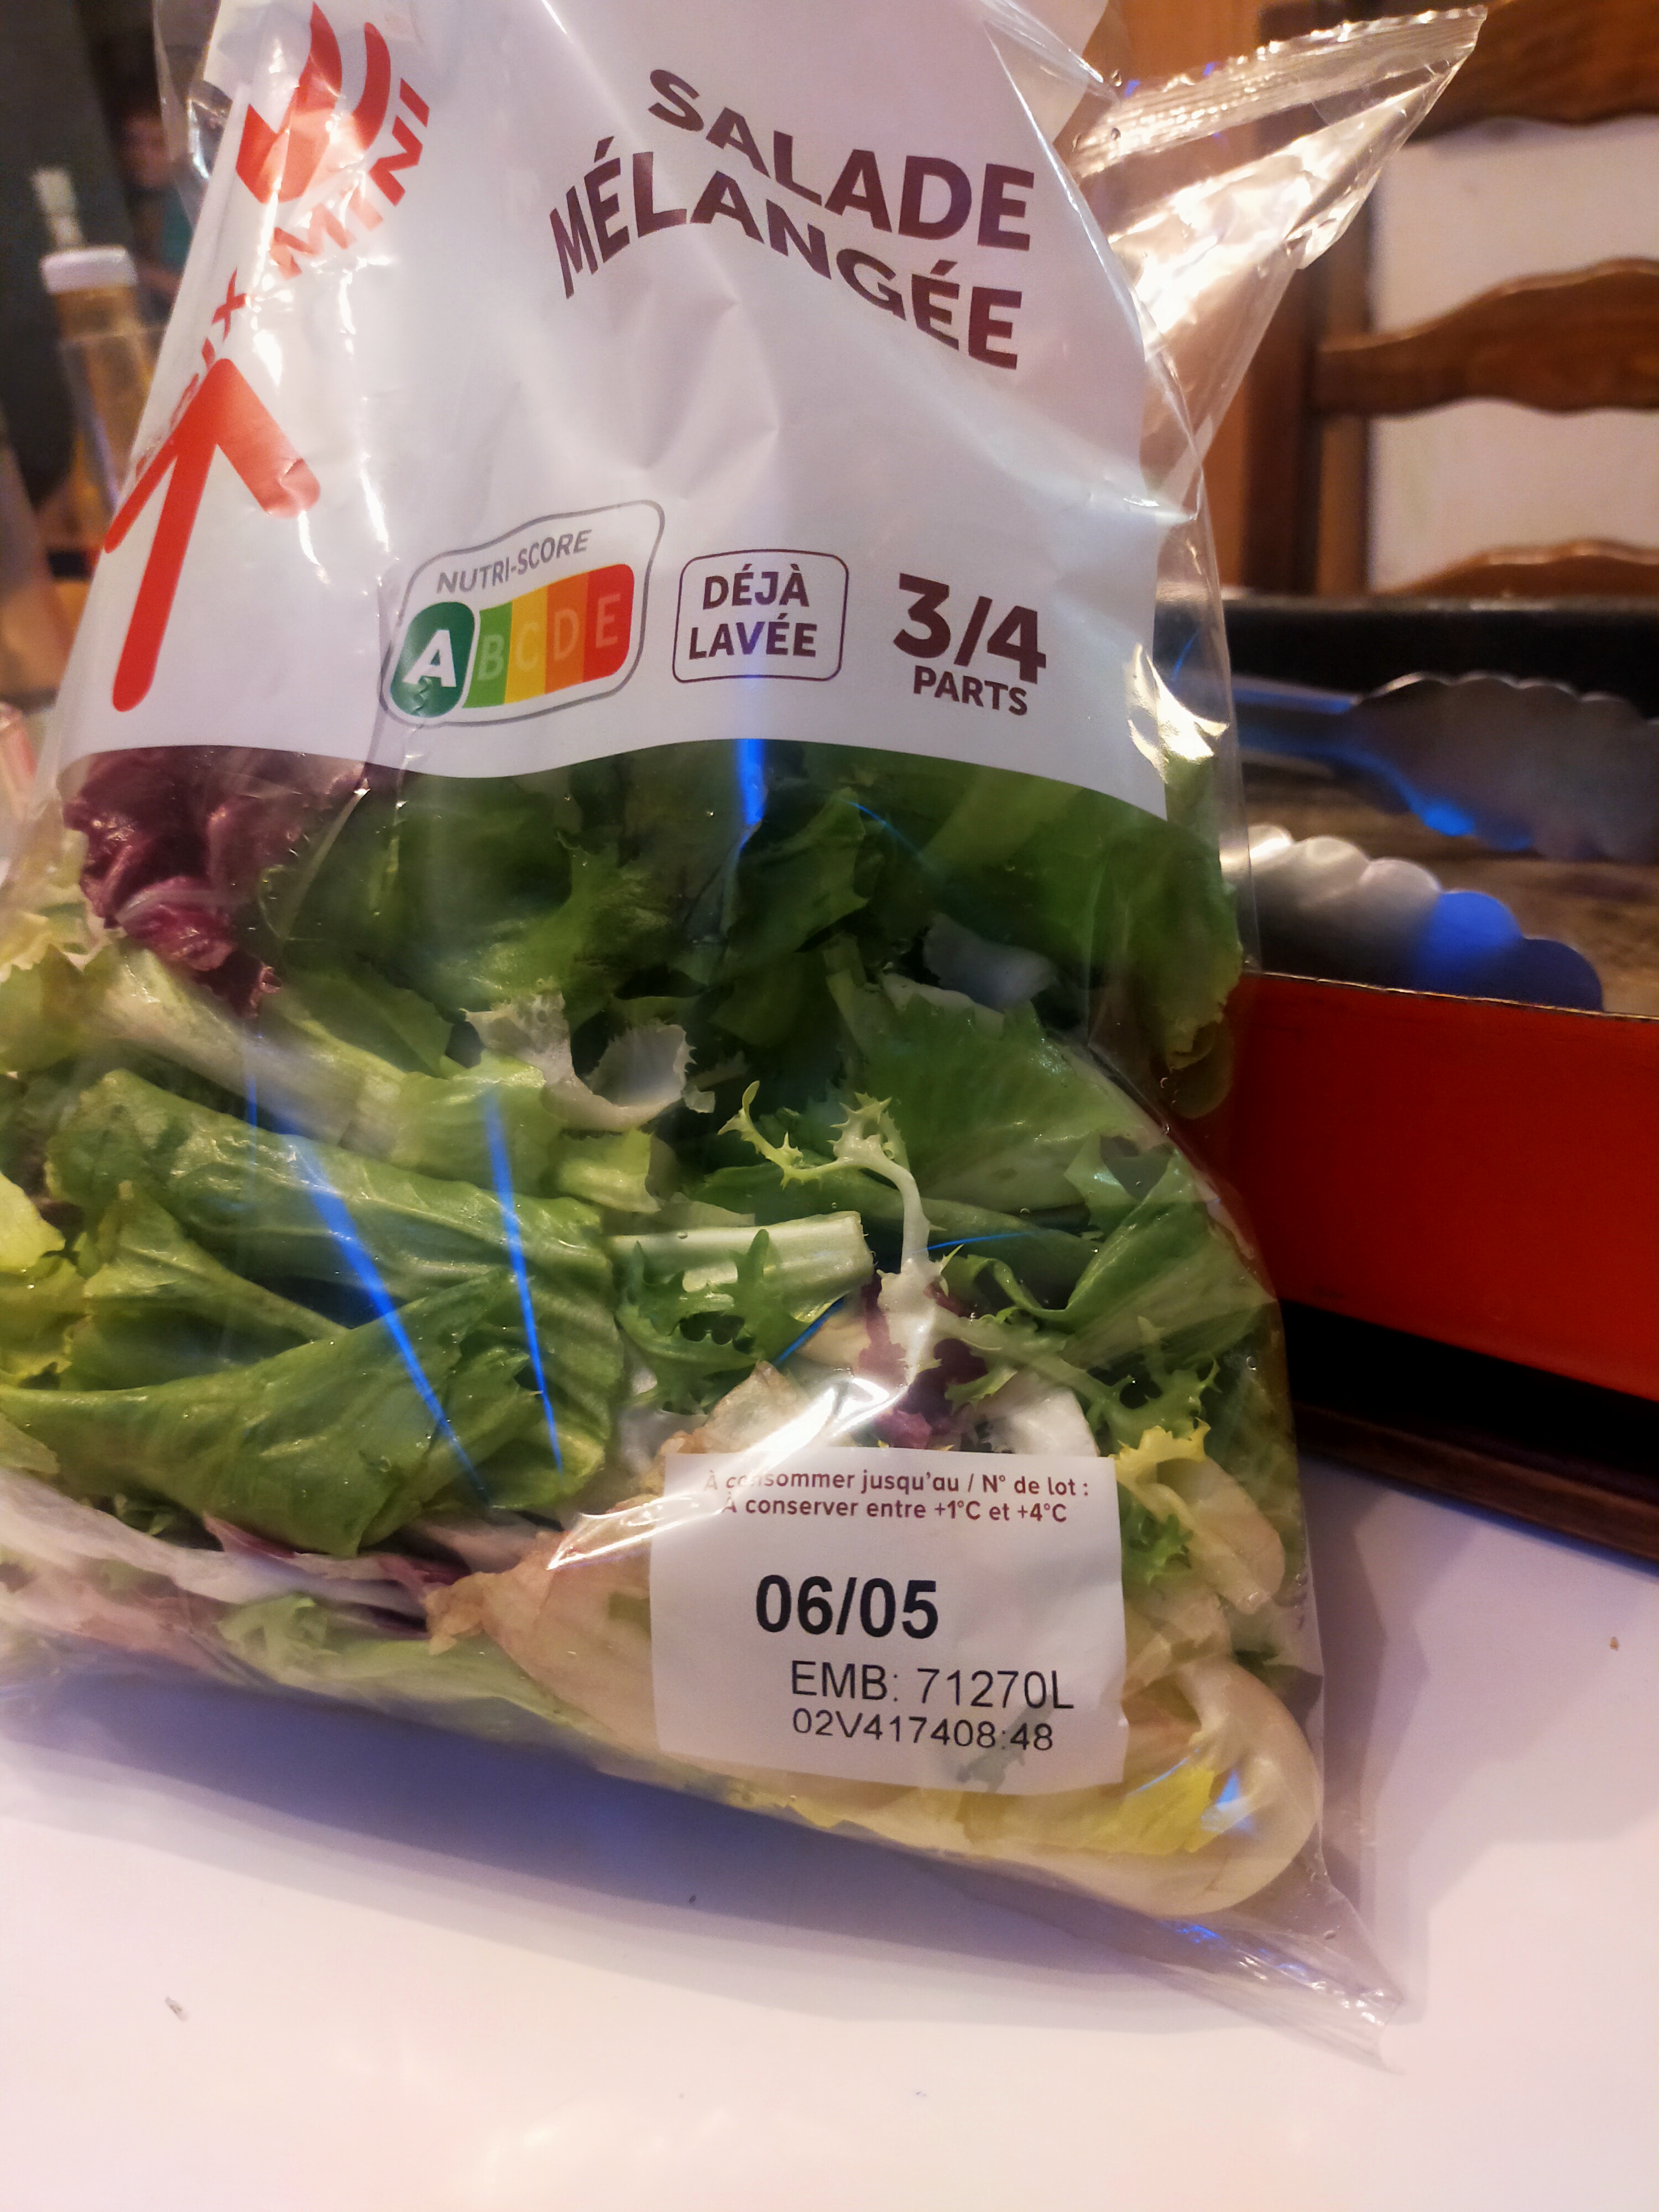 MINI
SALADE
MÉLANGÉE
NUTRI-SCORE
A B C D E
DÉJÀ
LAVÉE
3/4
PARTS
À consommer jusqu'au / N° de lot :
À conserver entre +1°C et +4°C
06/05
EMB: 71270L
02V417408:48